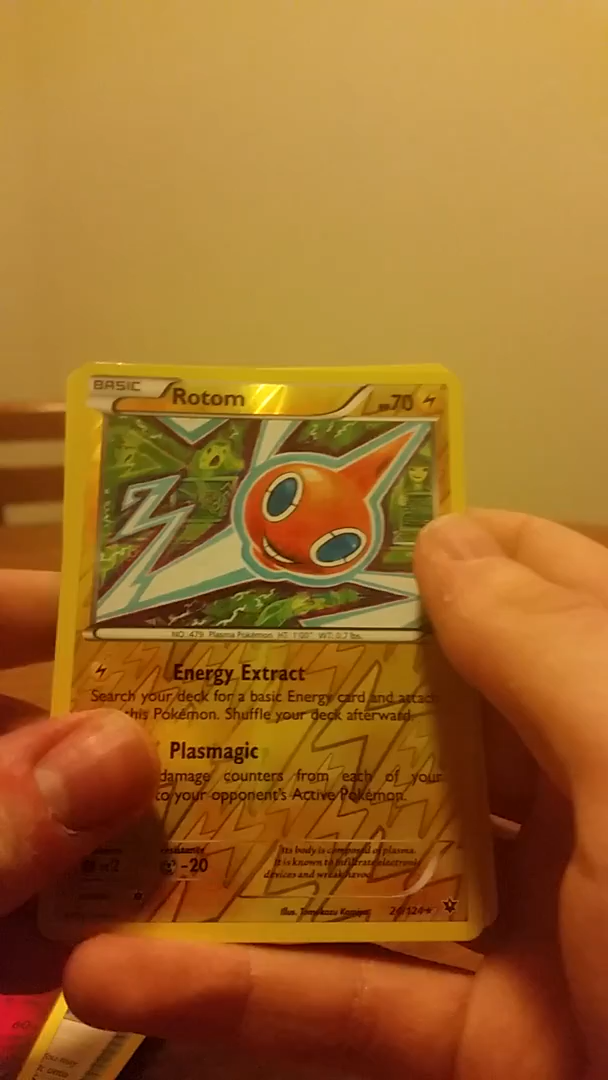 BASIC
Rotom
HP70
NO. 479 Plasma Pokémon HT: 1'00" WT: 0.7 lbs.
Energy Extract
Search your deck for a basic Energy card and attac
this Pokémon. Shuffle your deck afterward.
Plasmagic
damage counters from each of your
to your opponent's Active Pokémon.
-20
Its body is composed of plasma.
It is known to infiltrate electronic
devices and wreak havoc.
Illus.